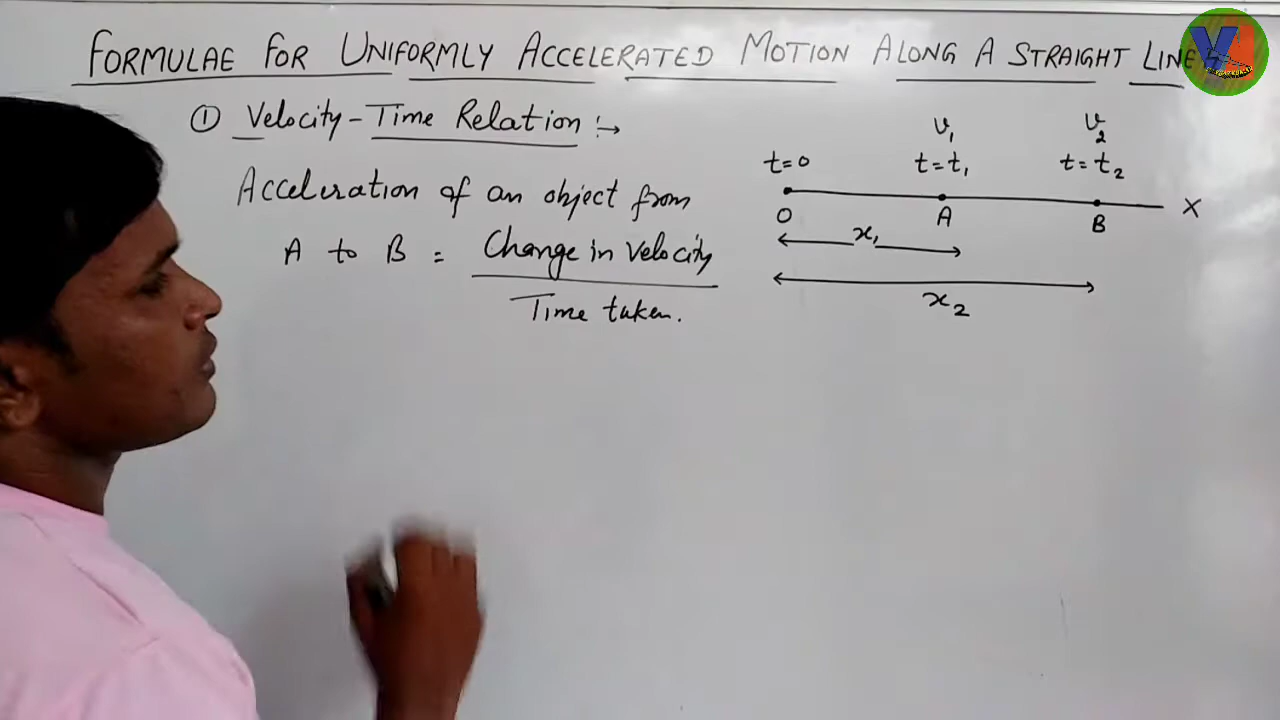 FORMULAE FOR UNIFORMLY ACCELERATED MOTION ALONG A STRAIGHT LINE
① Velocity - Time Relation :→
Acceleration of an object from
A to B = Change in velocity
Time taken.
v₁ v₂
t=0 t=t₁ t=t₂
O A B X
x₁
x₂